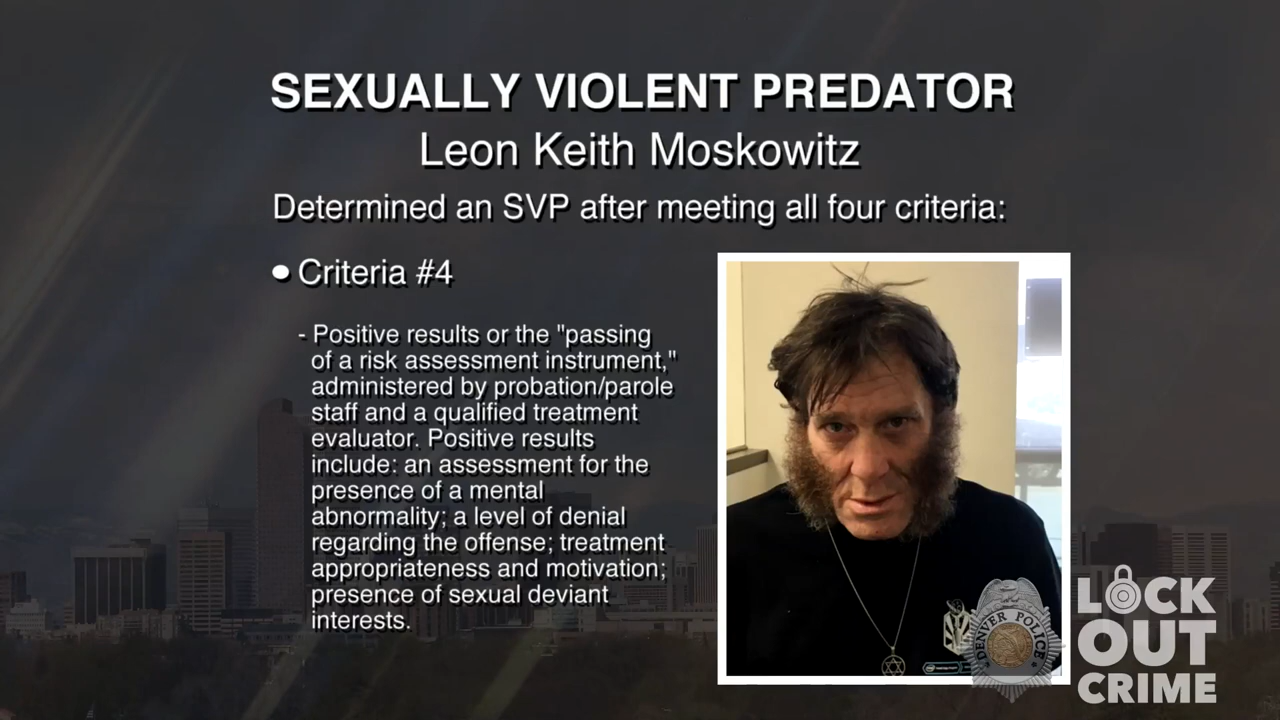 SEXUALLY VIOLENT PREDATOR
Leon Keith Moskowitz
Determined an SVP after meeting all four criteria:
Criteria #4
- Positive results or the "passing
of a risk assessment instrument,"
administered by probation/parole
staff and a qualified treatment
evaluator. Positive results
include: an assessment for the
presence of a mental
abnormality; a level of denial
regarding the offense; treatment
appropriateness and motivation;
presence of sexual deviant
interests.
DENVER POLICE
LOCK
OUT
CRIME